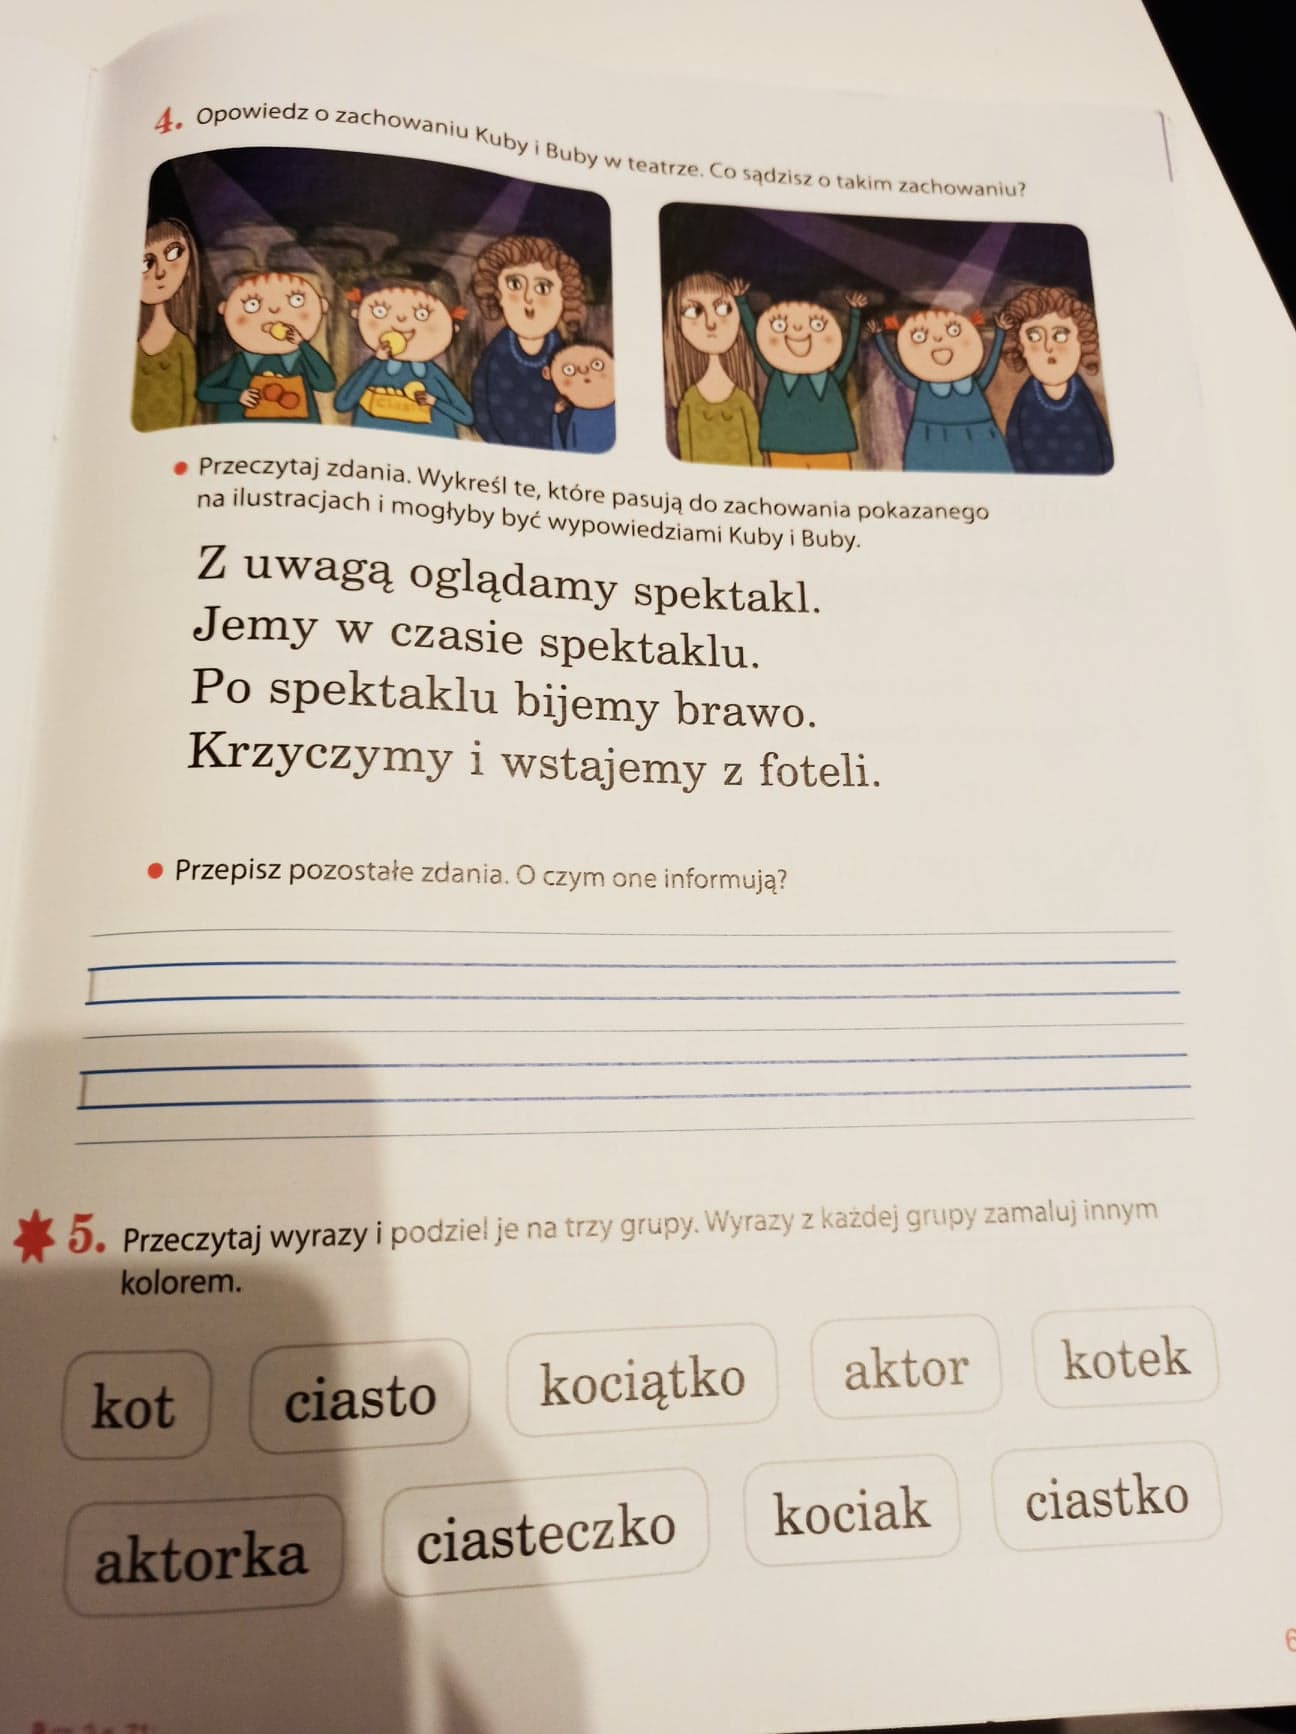 4. Opowiedz o zachowaniu Kuby i Buby w teatrze. Co sądzisz o takim zachowaniu?
• Przeczytaj zdania. Wykreśl te, które pasują do zachowania pokazanego
na ilustracjach i mogłyby być wypowiedziami Kuby i Buby.
Z uwagą oglądamy spektakl.
Jemy w czasie spektaklu.
Po spektaklu bijemy brawo.
Krzyczymy i wstajemy z foteli.
• Przepisz pozostałe zdania. O czym one informują?
5. Przeczytaj wyrazy i podziel je na trzy grupy. Wyrazy z każdej grupy zamaluj innym
kolorem.
kot ciasto kociątko aktor kotek
aktorka ciasteczko kociak ciastko